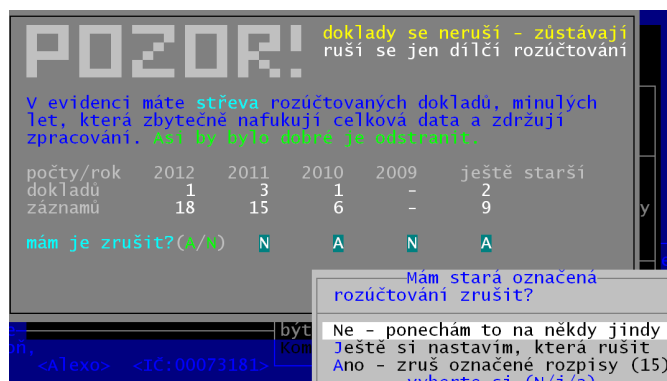 POZOR!
doklady se neruší - zůstávají
ruší se jen dílčí rozúčtování
V evidenci máte střeva rozúčtovaných dokladů, minulých
let, která zbytečně nafukují celková data a zdržují
zpracování. Asi by bylo dobré je odstranit.
počty/rok 2012 2011 2010 2009 ještě starší
dokladů 1 3 1 - 2
záznamů 18 15 6 - 9
y
mám je zrušit?(A/N) N A N A
Mám stará označená
rozúčtování zrušit?
být
Ne - ponechám to na někdy jindy
Kom
Ještě si nastavím, která rušit
<Alexo> <IČ:00073181>
Ano - zruš označené rozpisy (15)
vyberte si (N/j/a)